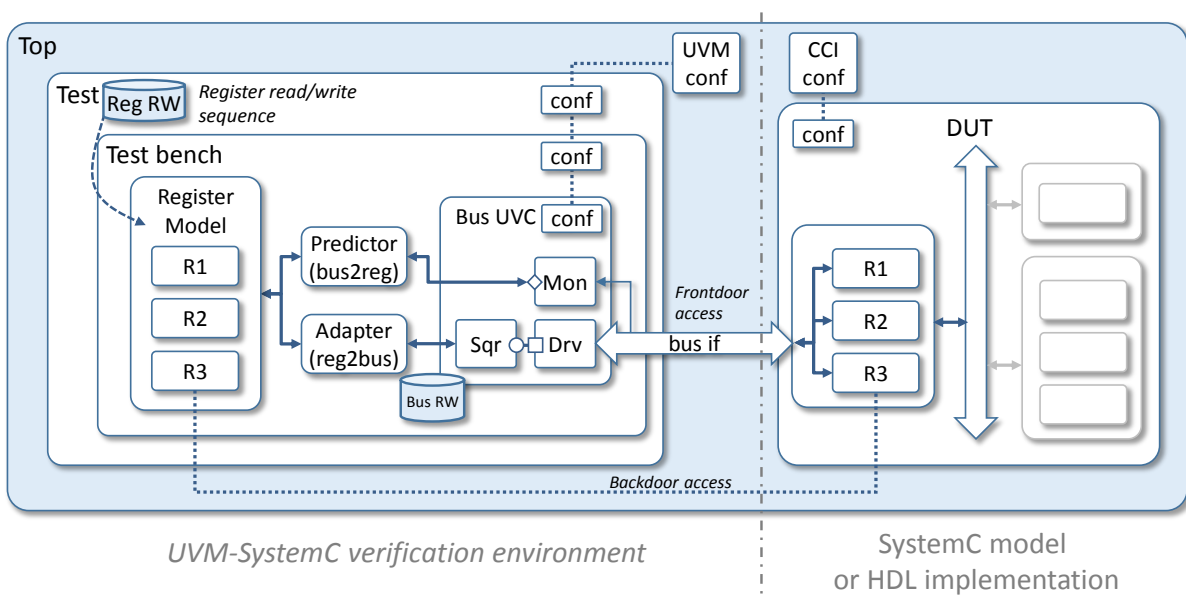 Top
UVM
conf
CCI
conf
Test
Reg RW
Register read/write
sequence
conf
conf
DUT
Test bench
conf
Register
Model
Bus UVC
conf
Predictor
(bus2reg)
R1
R1
Mon
Frontdoor
access
R2
R2
Adapter
(reg2bus)
Sqr
Drv
bus if
R3
R3
Bus RW
Backdoor access
UVM-SystemC verification environment
SystemC model
or HDL implementation